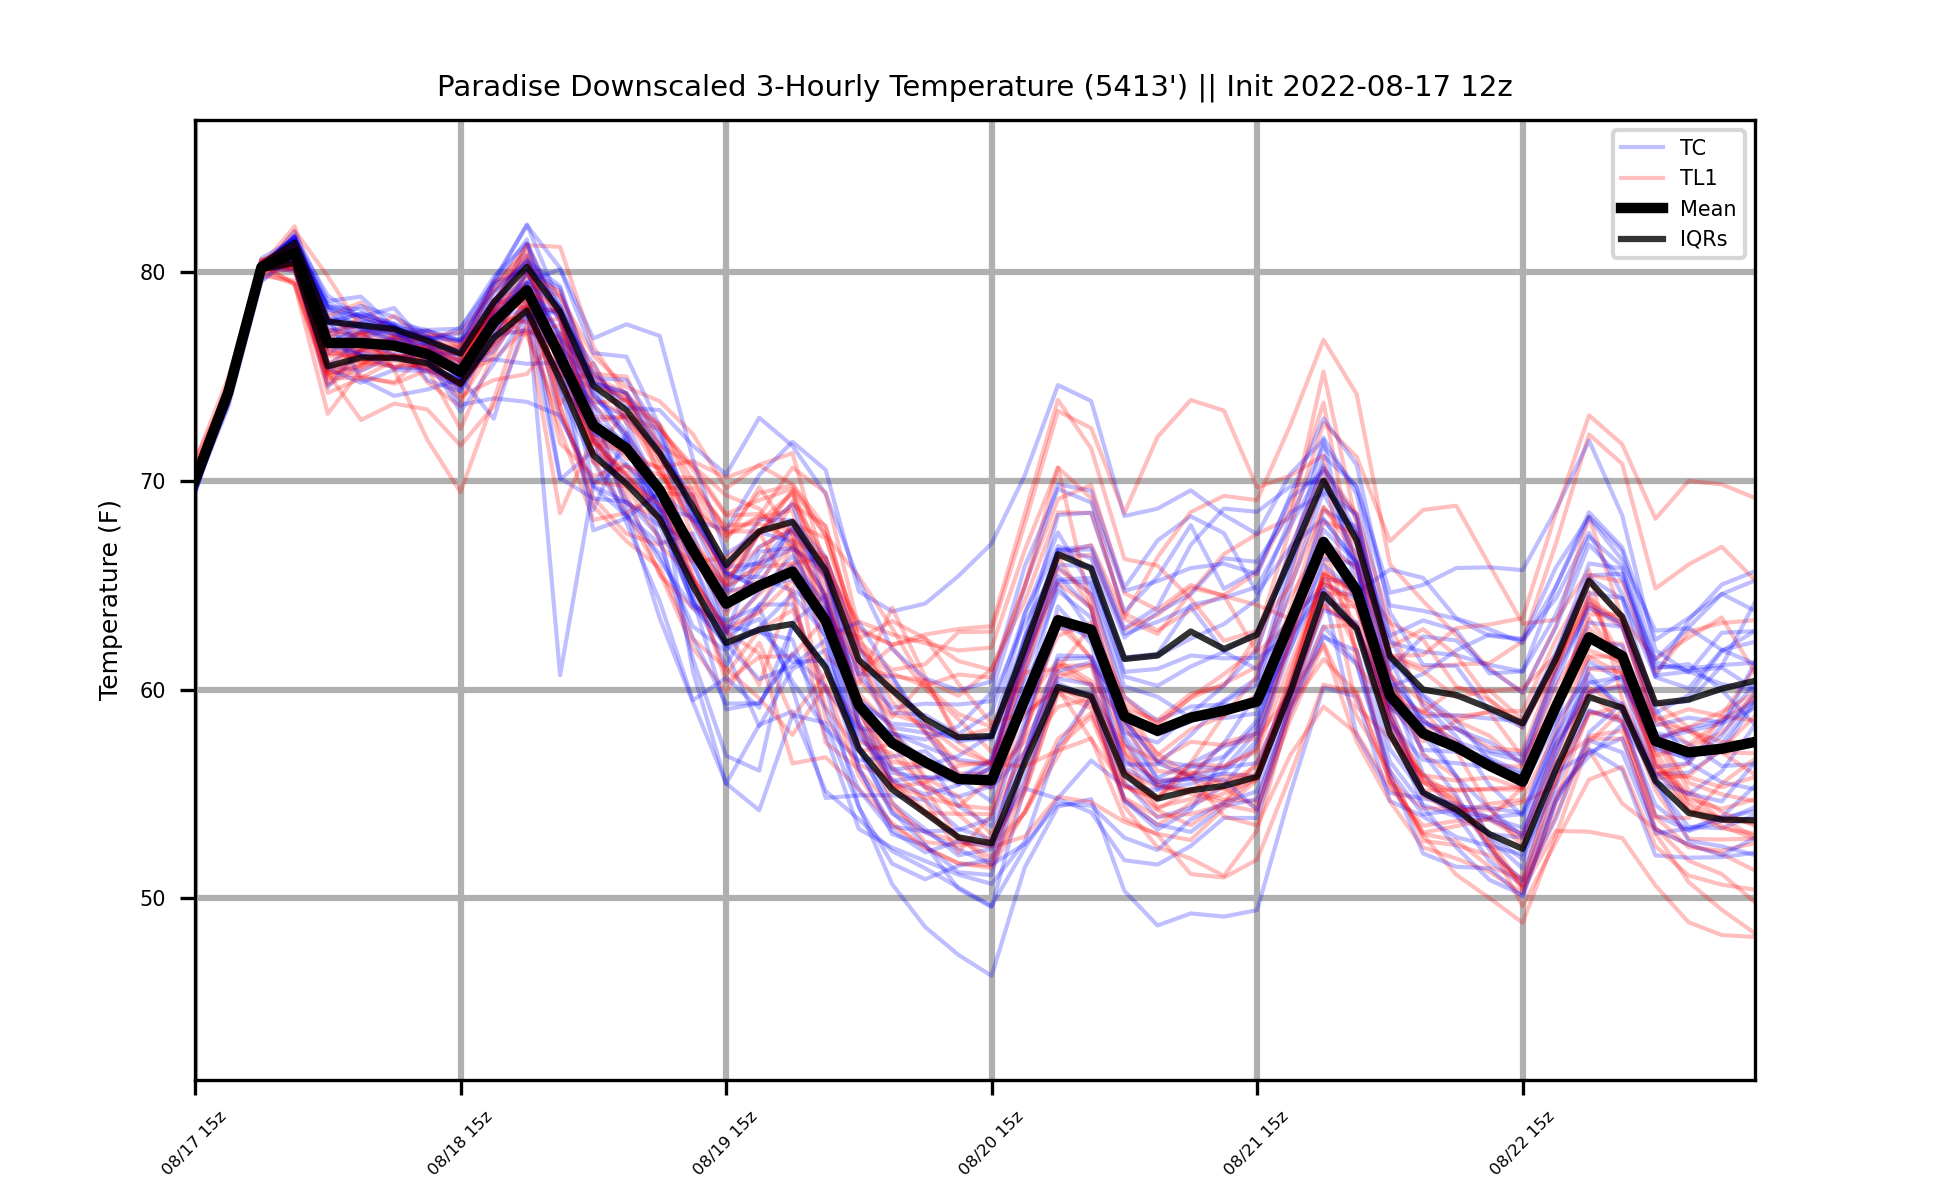 Paradise Downscaled 3-Hourly Temperature (5413') || Init 2022-08-17 12z
TC
TL1
Mean
IQRs
Temperature (F)
80
70
60
50
08/17 15z
08/18 15z
08/19 15z
08/20 15z
08/21 15z
08/22 15z